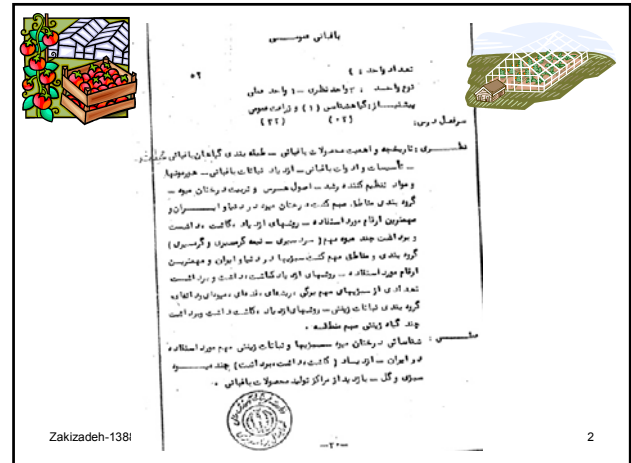 باغبانی عمومی
۵۲
تعداد واحد : ۴
نوع واحد : ۳ واحد نظری – ۱ واحد عملی
پیشنیاز : گیاهشناسی (۱) و زراعت عمومی
(۰۲) (۳۲)
سرفصل درس:
نظری : تاریخچه و اهمیت محصولات باغبانی – طبقه بندی گیاهان باغبانی
– تأسیسات و ادوات باغبانی – ازدیاد نباتات باغبانی – هورمونها
و مواد تنظیم کننده رشد – اصول هرس و تربیت درختان میوه –
گروه بندی مناطق مهم کشت درختان میوه در دنیا و ایران و
مهمترین ارقام مورد استفاده – روشهای ازدیاد ، کاشت ، داشت
و برداشت چند میوه مهم ( سردسیری – نیمه گرمسیری و گرمسیری )
گروه بندی و مناطق مهم کشت سبزیها در دنیا و ایران و مهمترین
ارقام مورد استفاده – روشهای ازدیاد کاشت ، داشت و برداشت
تعدادی از سبزیهای مهم برگی ، ریشه‌ای ، غده‌ای ، میوه‌ای و دانه‌ای ،
گروه بندی نباتات زینتی – روشهای ازدیاد ، کاشت ، داشت و برداشت
چند گیاه زینتی مهم منطقه .
عملی : شناسائی درختان میوه – سبزیها و نباتات زینتی مهم مورد استفاده
در ایران – ازدیاد ( کاشت ، داشت ، برداشت ) چند میوه
سبزی و گل – بازدید از مراکز تولید محصولات باغبانی .
Zakizadeh-138
–۲۰–
2